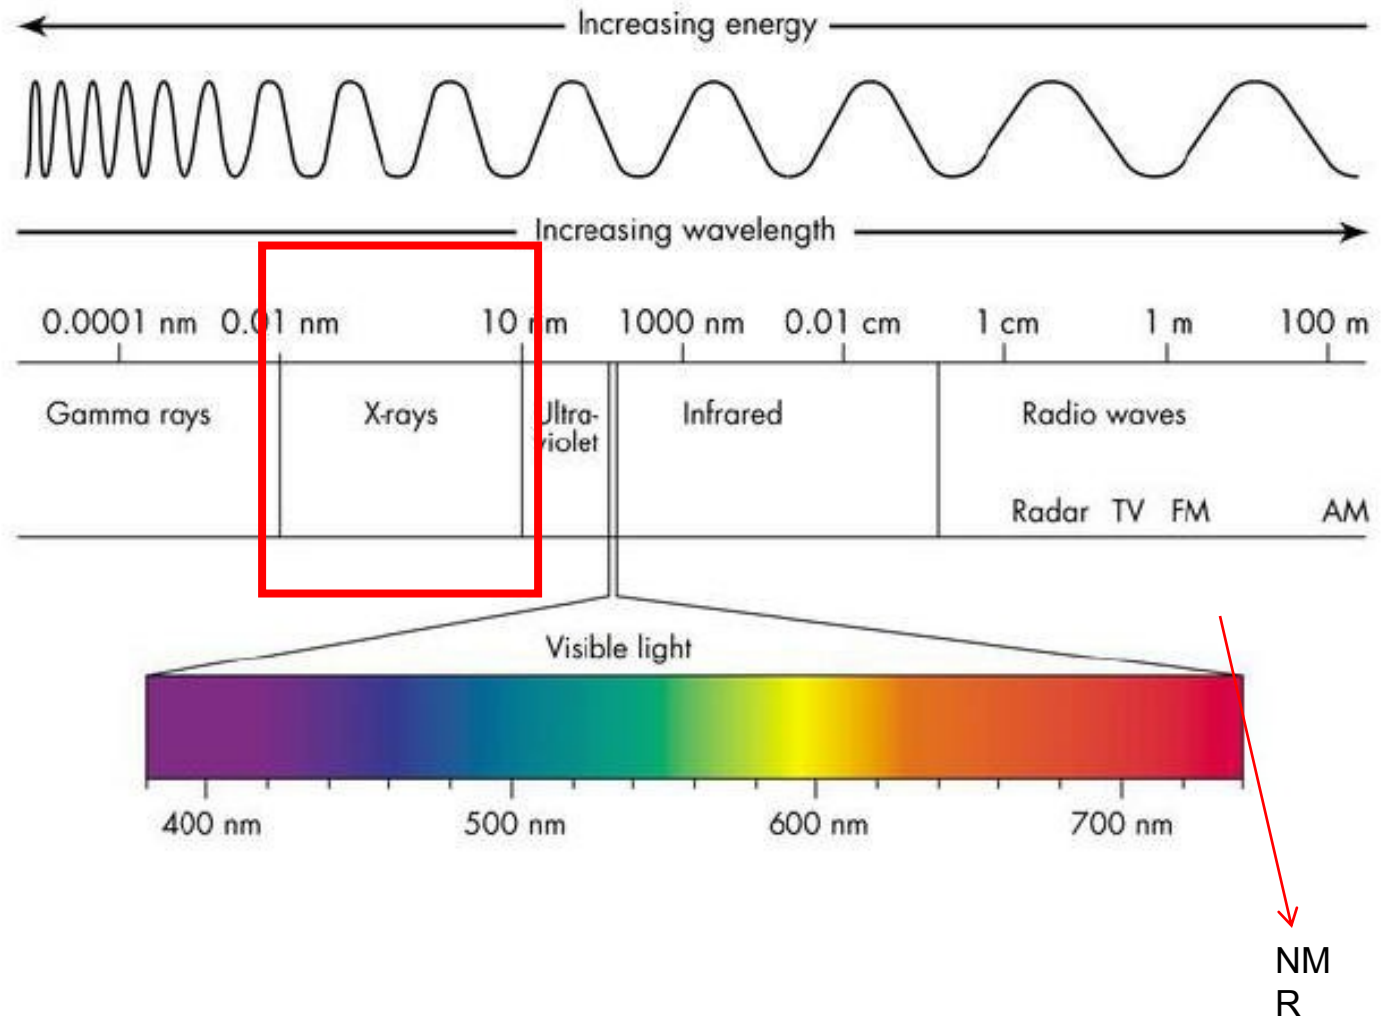 Increasing energy
Increasing wavelength
0.0001 nm 0.01 nm 10 nm 1000 nm 0.01 cm 1 cm 1 m 100 m
Gamma rays X-rays Ultra- Infrared Radio waves
violet
Radar TV FM AM
Visible light
400 nm 500 nm 600 nm 700 nm
NM
R